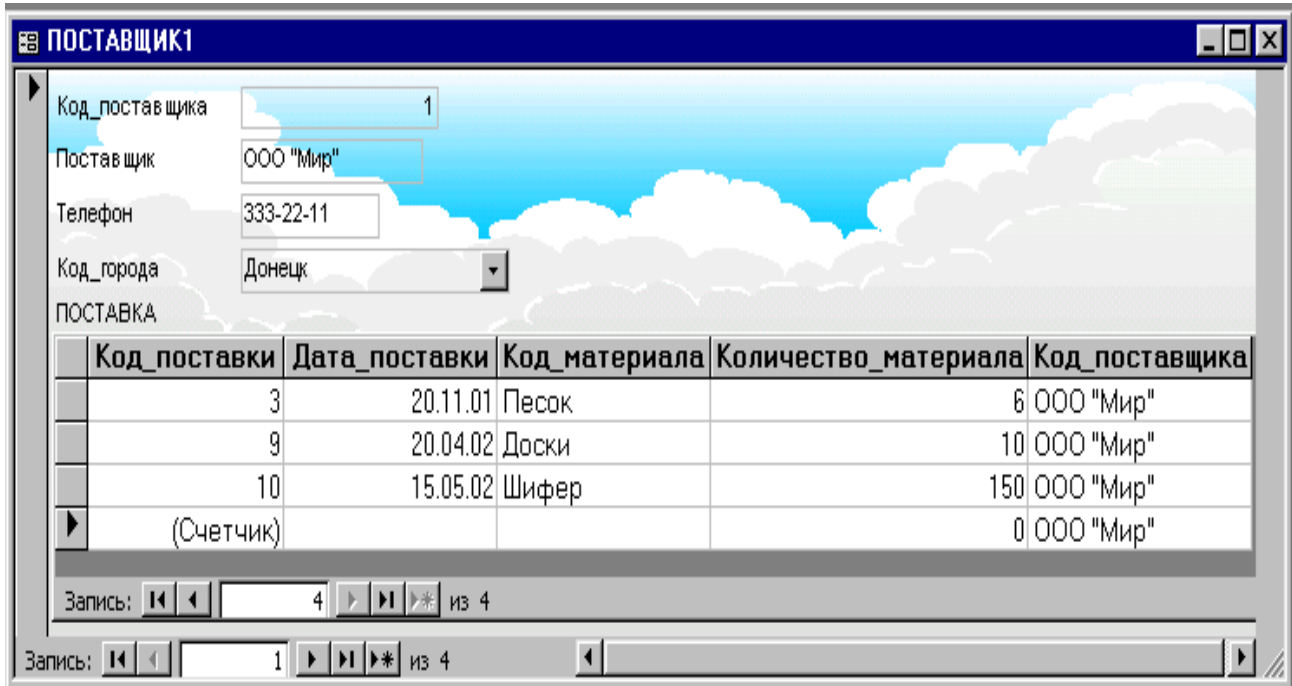 ПОСТАВЩИК1
Код_поставщика 1
Поставщик ООО "Мир"
Телефон 333-22-11
Код_города Донецк
ПОСТАВКА
Код_поставки Дата_поставки Код_материала Количество_материала Код_поставщика
3 20.11.01 Песок 6 ООО "Мир"
9 20.04.02 Доски 10 ООО "Мир"
10 15.05.02 Шифер 150 ООО "Мир"
(Счетчик) 0 ООО "Мир"
Запись: 4 из 4
Запись: 1 из 4